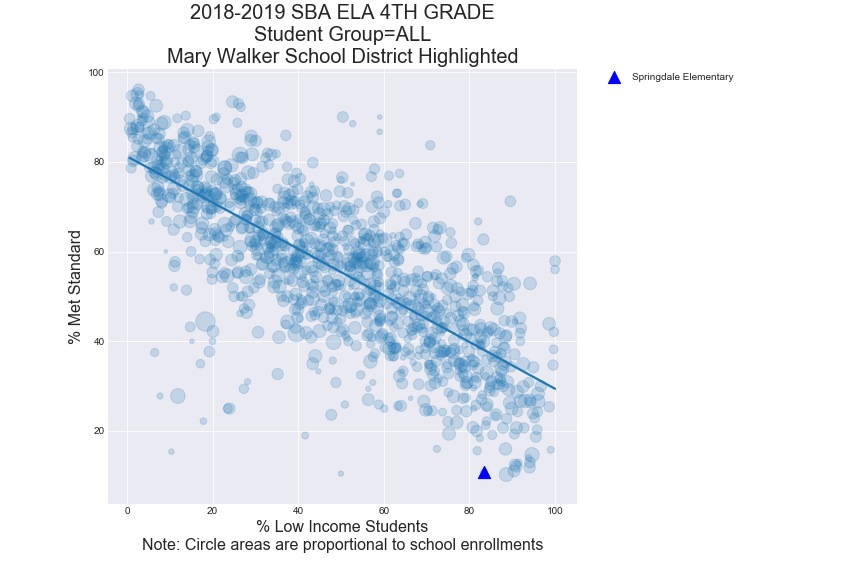 2018-2019 SBA ELA 4TH GRADE
Student Group=ALL
Mary Walker School District Highlighted
Springdale Elementary
100
80
60
40
20
% Met Standard
0 20 40 60 80 100
% Low Income Students
Note: Circle areas are proportional to school enrollments